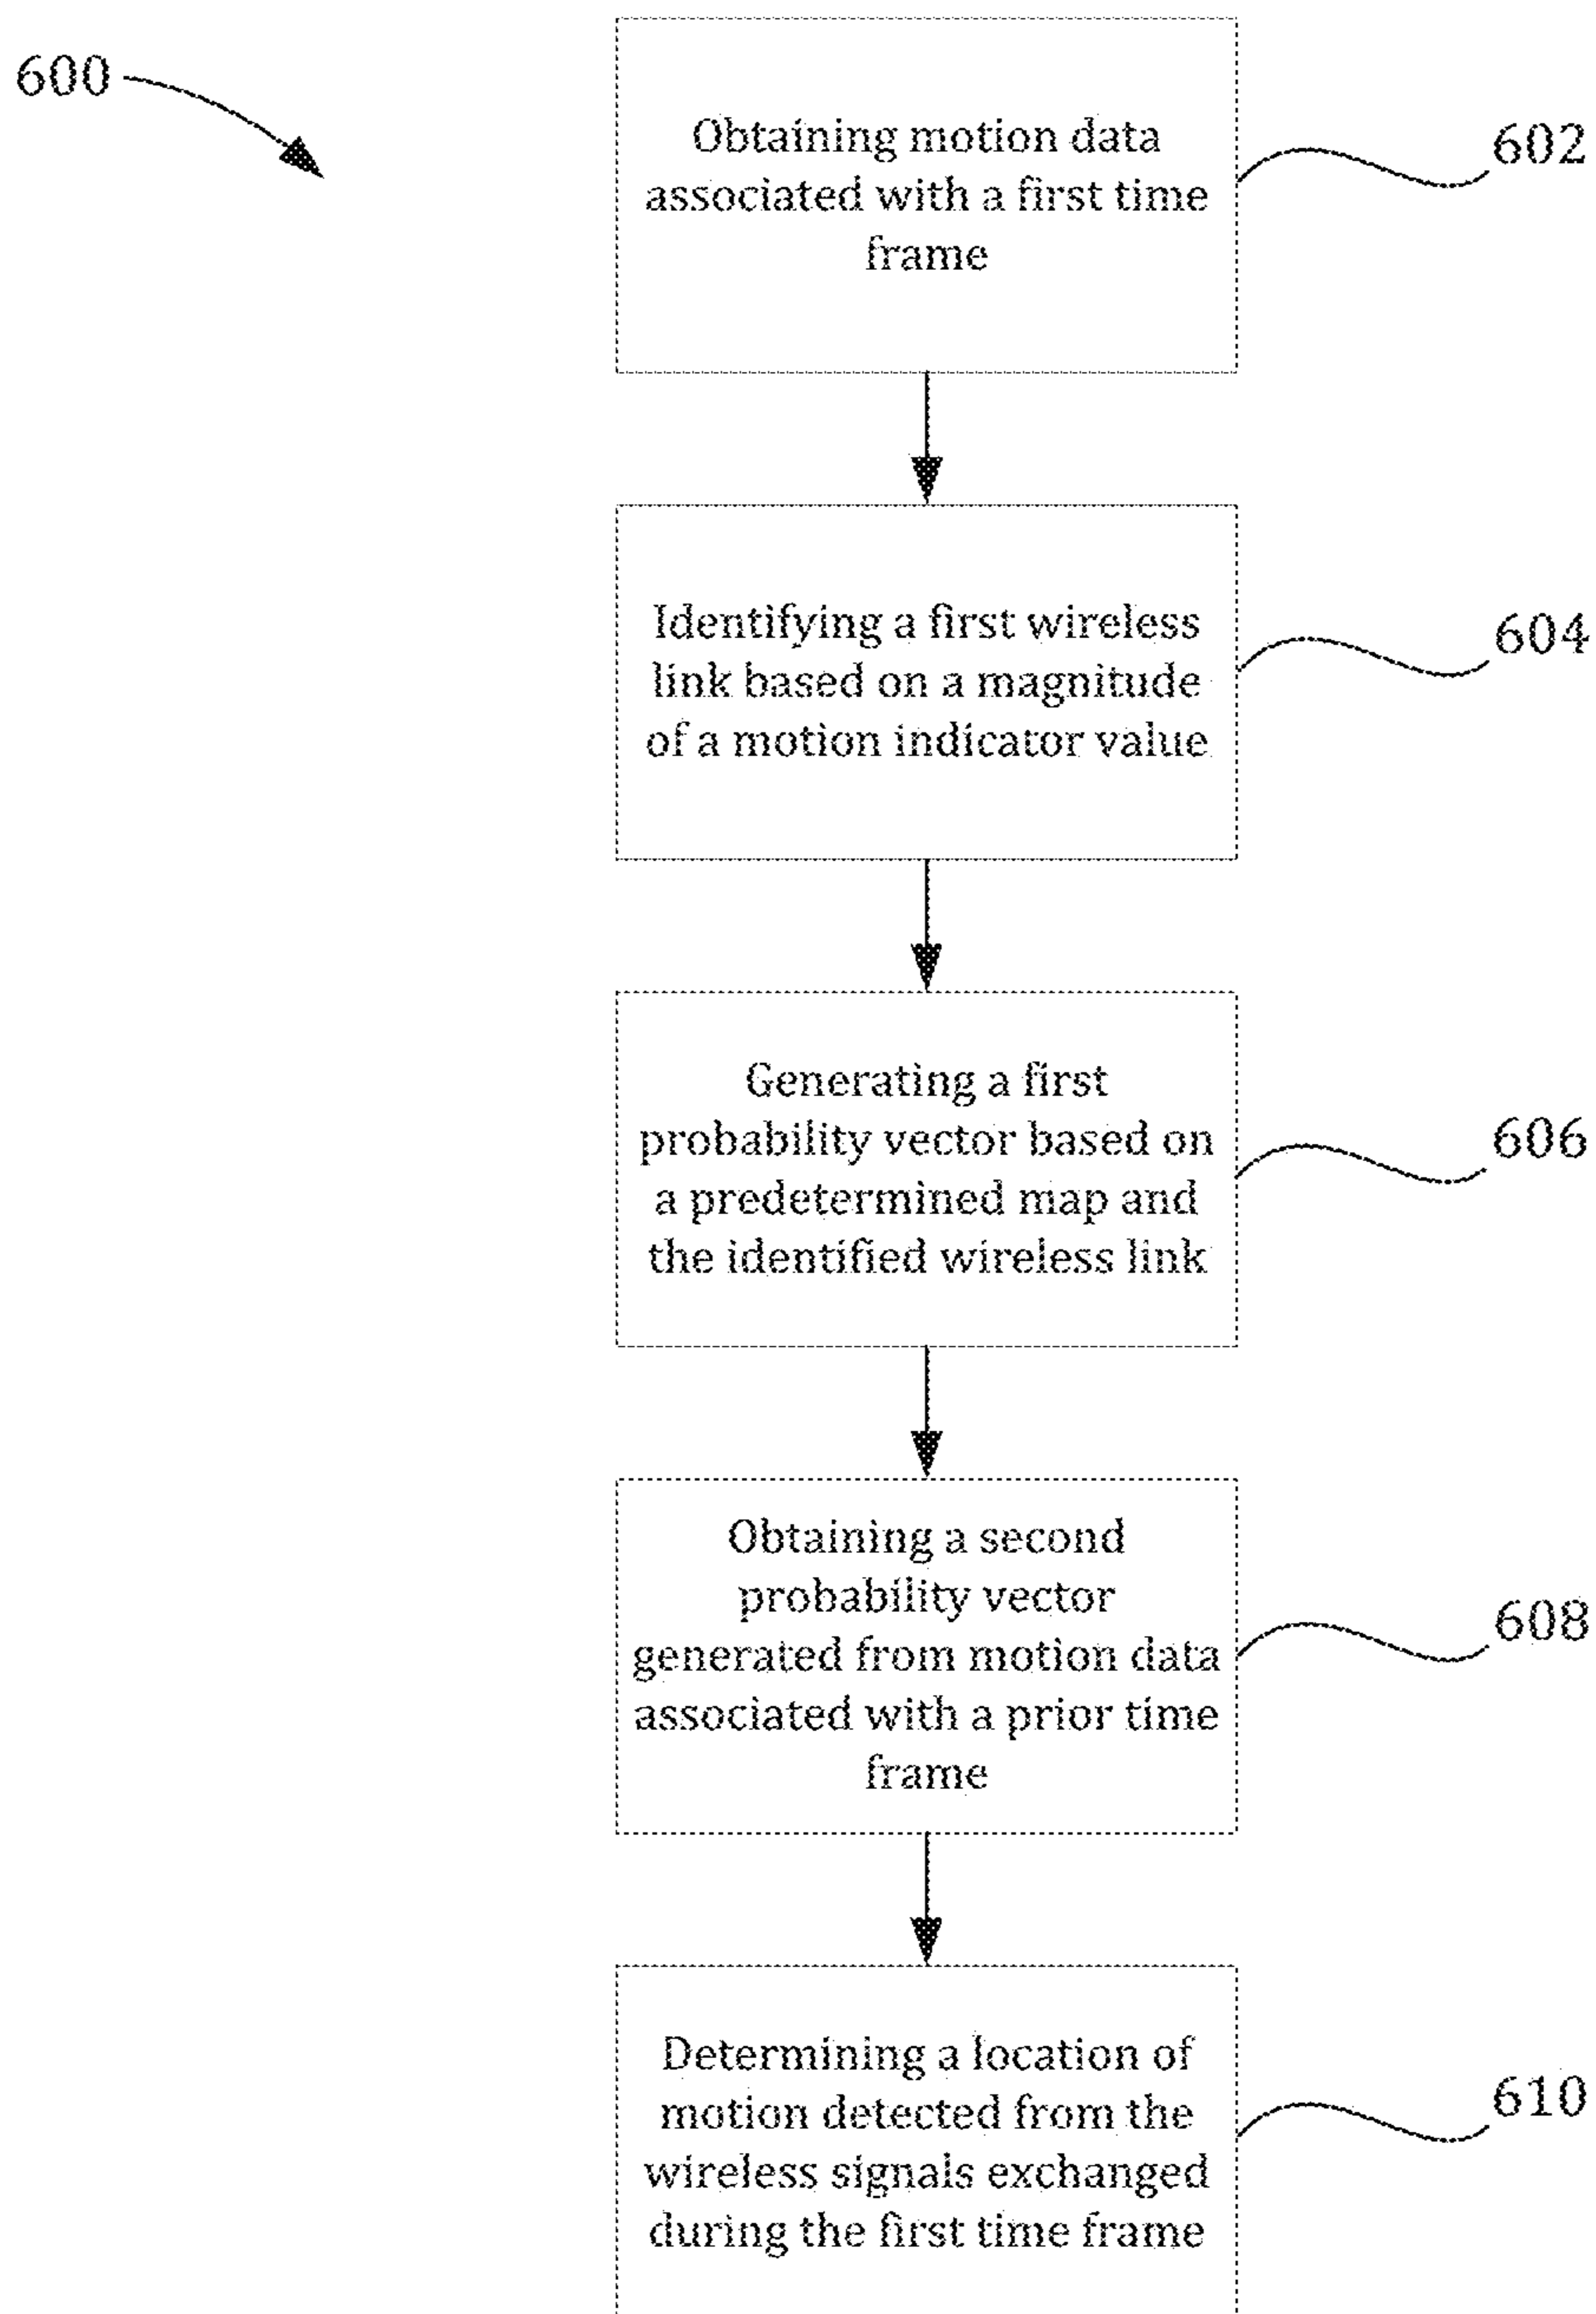 600
Obtaining motion data
associated with a first time
frame
602
Identifying a first wireless
link based on a magnitude
of a motion indicator value
604
Generating a first
probability vector based on
a predetermined map and
the identified wireless link
606
Obtaining a second
probability vector
generated from motion data
associated with a prior time
frame
608
Determining a location of
motion detected from the
wireless signals exchanged
during the first time frame
610